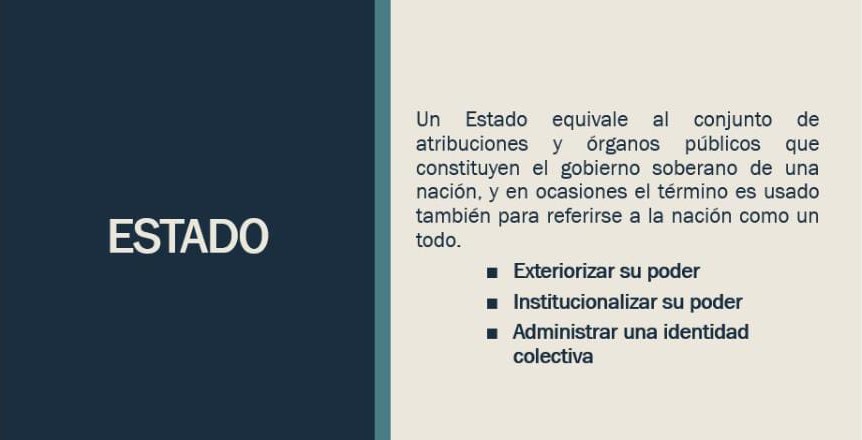 ESTADO
Un Estado equivale al conjunto de
atribuciones y órganos públicos que
constituyen el gobierno soberano de una
nación, y en ocasiones el término es usado
también para referirse a la nación como un
todo.
■ Exteriorizar su poder
■ Institucionalizar su poder
■ Administrar una identidad
colectiva